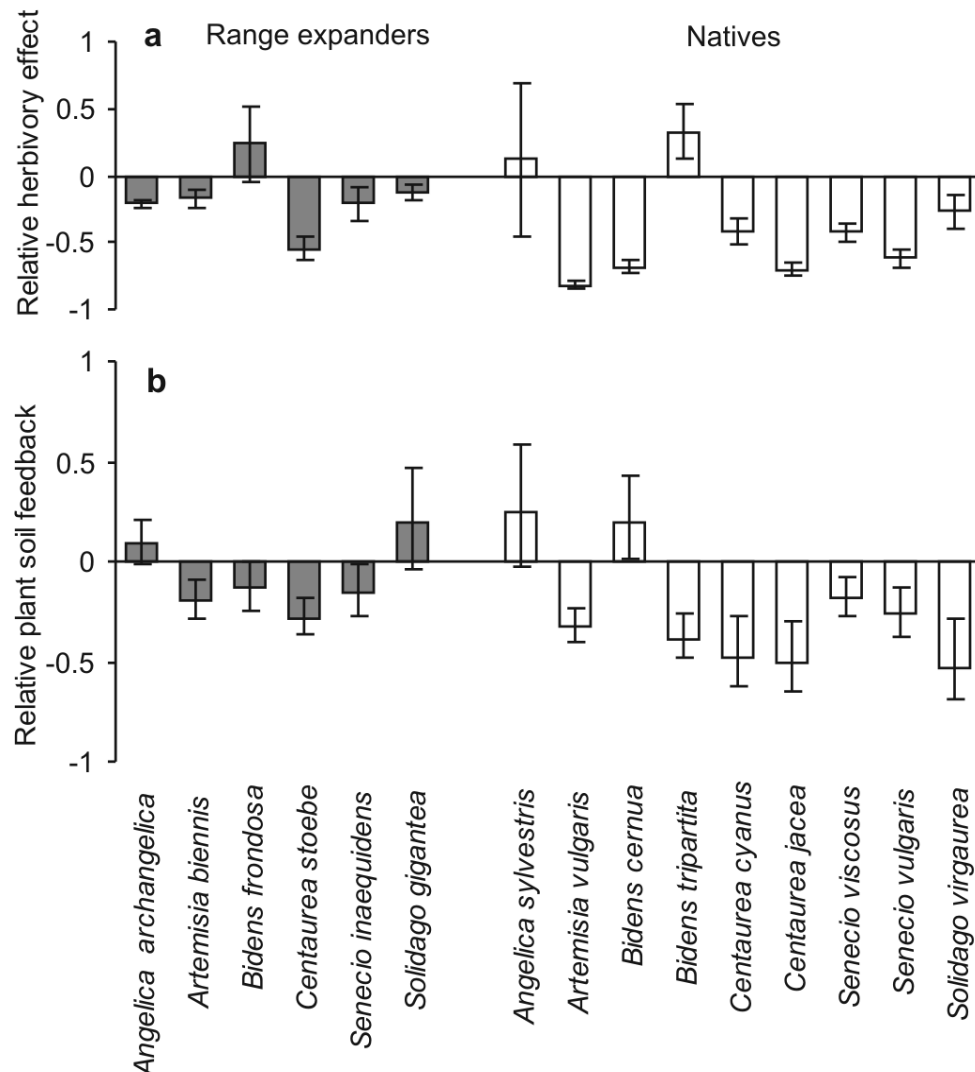 a Range expanders Natives
Relative herbivory effect
1
0.5
0
-0.5
-1
b
Relative plant soil feedback
1
0.5
0
-0.5
-1
Angelica archangelica
Artemisia biennis
Bidens frondosa
Centaurea stoebe
Senecio inaequidens
Solidago gigantea
Angelica sylvestris
Artemisia vulgaris
Bidens cernua
Bidens tripartita
Centaurea cyanus
Centaurea jacea
Senecio viscosus
Senecio vulgaris
Solidago virgaurea